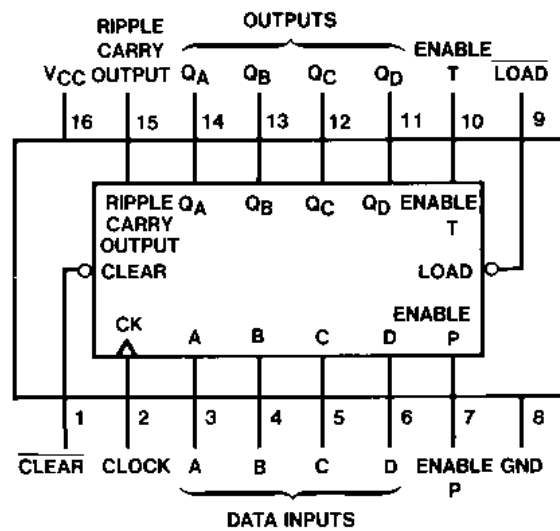 OUTPUTS
RIPPLE
CARRY
OUTPUT
ENABLE
T
LOAD
VCC QA QB QC QD
16 15 14 13 12 11 10 9
RIPPLE
CARRY
OUTPUT
QA QB QC QD
ENABLE
T
CLEAR
LOAD
CK
ENABLE
A B C D P
1 2 3 4 5 6 7 8
CLEAR CLOCK A B C D ENABLE GND
P
DATA INPUTS